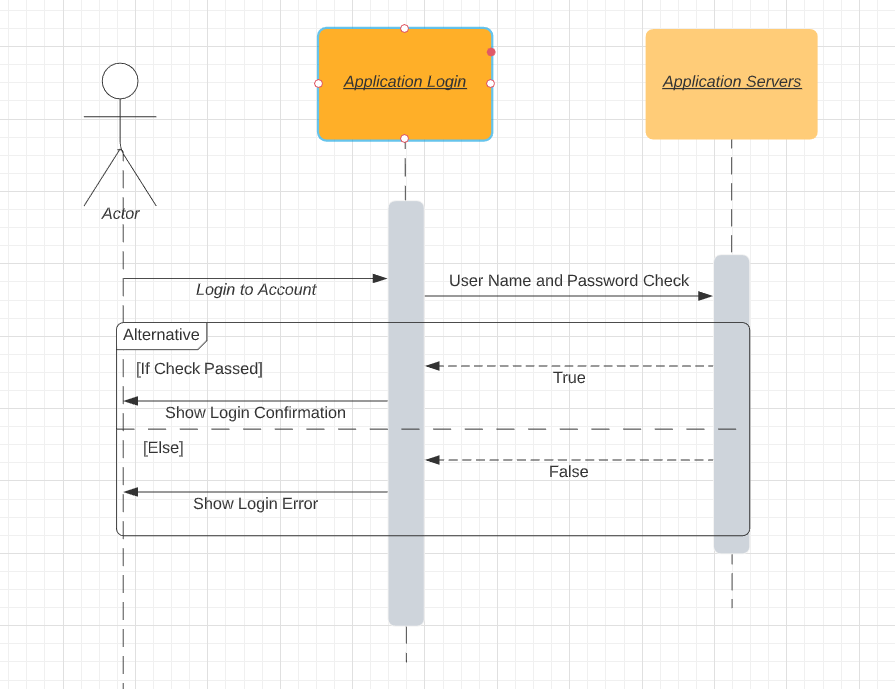 Application Login
Application Servers
Actor
Login to Account
User Name and Password Check
Alternative
[If Check Passed]
True
Show Login Confirmation
[Else]
False
Show Login Error